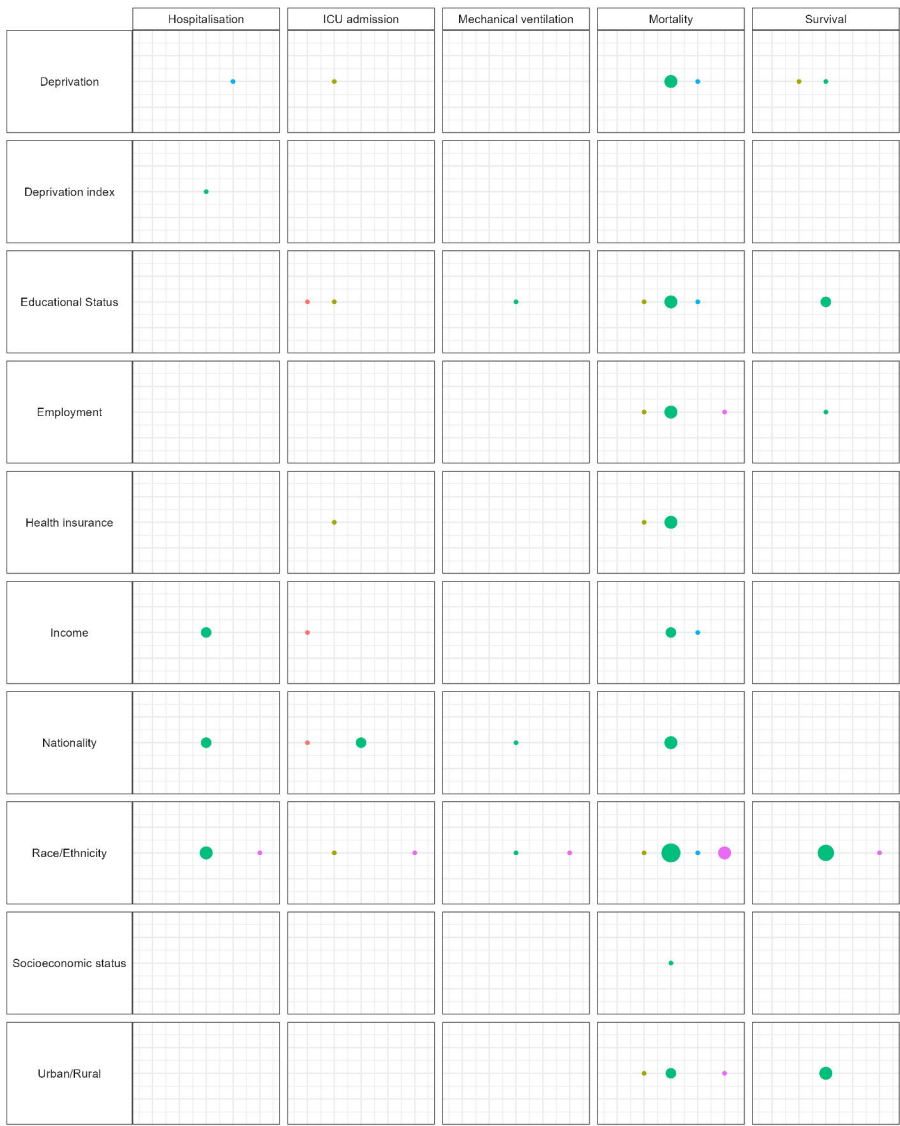 Hospitalisation
ICU admission
Mechanical ventilation
Mortality
Survival
Deprivation
Deprivation index
Educational Status
Employment
Health insurance
Income
Nationality
Race/Ethnicity
Socioeconomic status
Urban/Rural